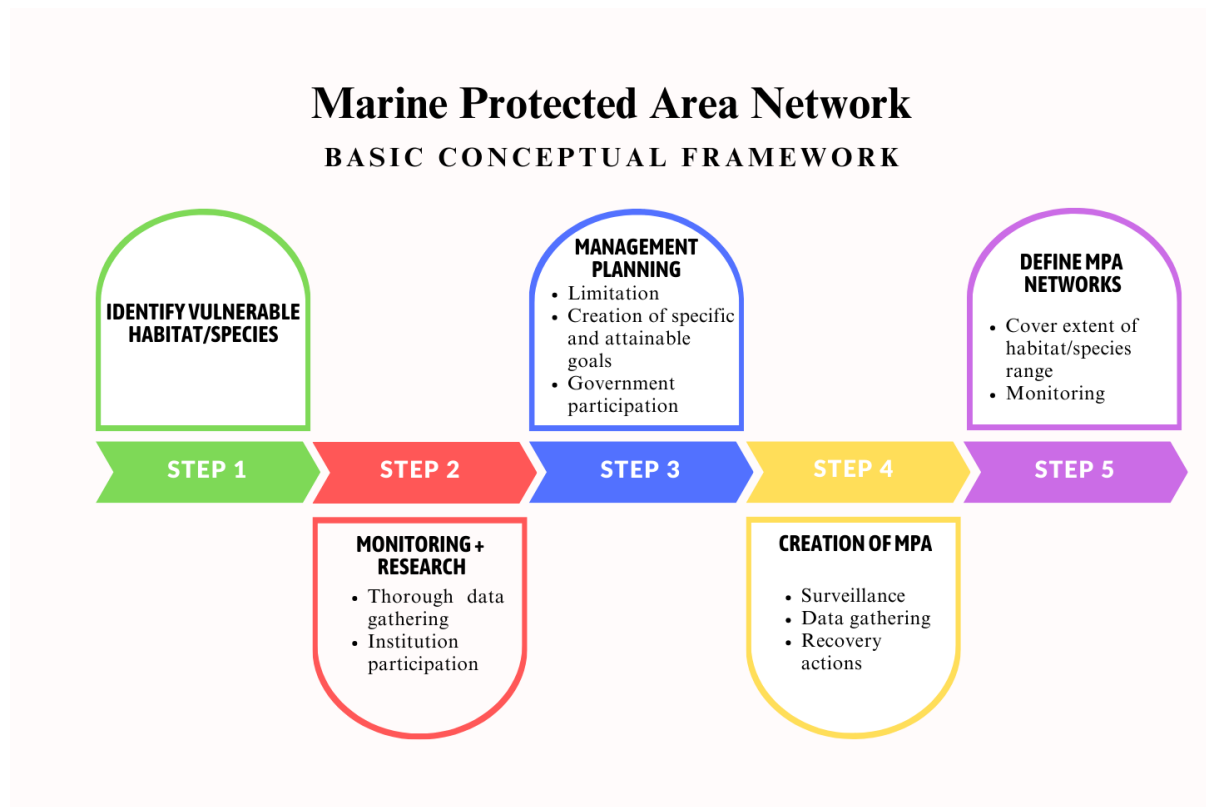 Marine Protected Area Network
BASIC CONCEPTUAL FRAMEWORK
IDENTIFY VULNERABLE
HABITAT/SPECIES
MANAGEMENT
PLANNING
• Limitation
• Creation of specific
and attainable
goals
• Government
participation
DEFINE MPA
NETWORKS
• Cover extent of
habitat/species
range
• Monitoring
STEP 1
STEP 2
STEP 3
STEP 4
STEP 5
MONITORING +
RESEARCH
• Thorough data
gathering
• Institution
participation
CREATION OF MPA
• Surveillance
• Data gathering
• Recovery
actions